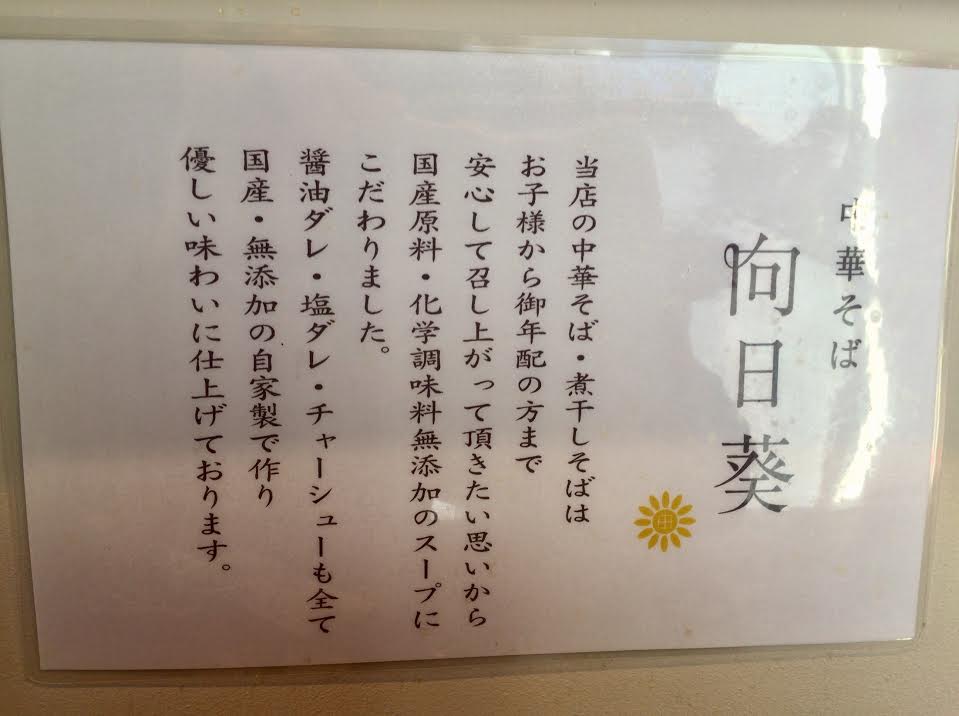 中華そば
向日葵
当店の中華そば・煮干しそばは
お子様から御年配の方まで
安心して召し上がって頂きたい思いから
国産原料・化学調味料無添加のスープに
こだわりました。
醤油ダレ・塩ダレ・チャーシューも全て
国産・無添加の自家製で作り
優しい味わいに仕上げております。